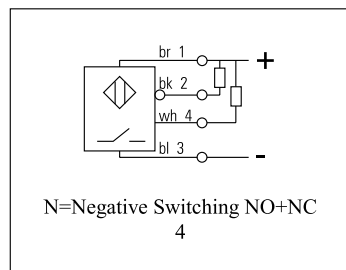 br 1
+
bk 2
wh 4
bl 3
-
N=Negative Switching NO+NC
4